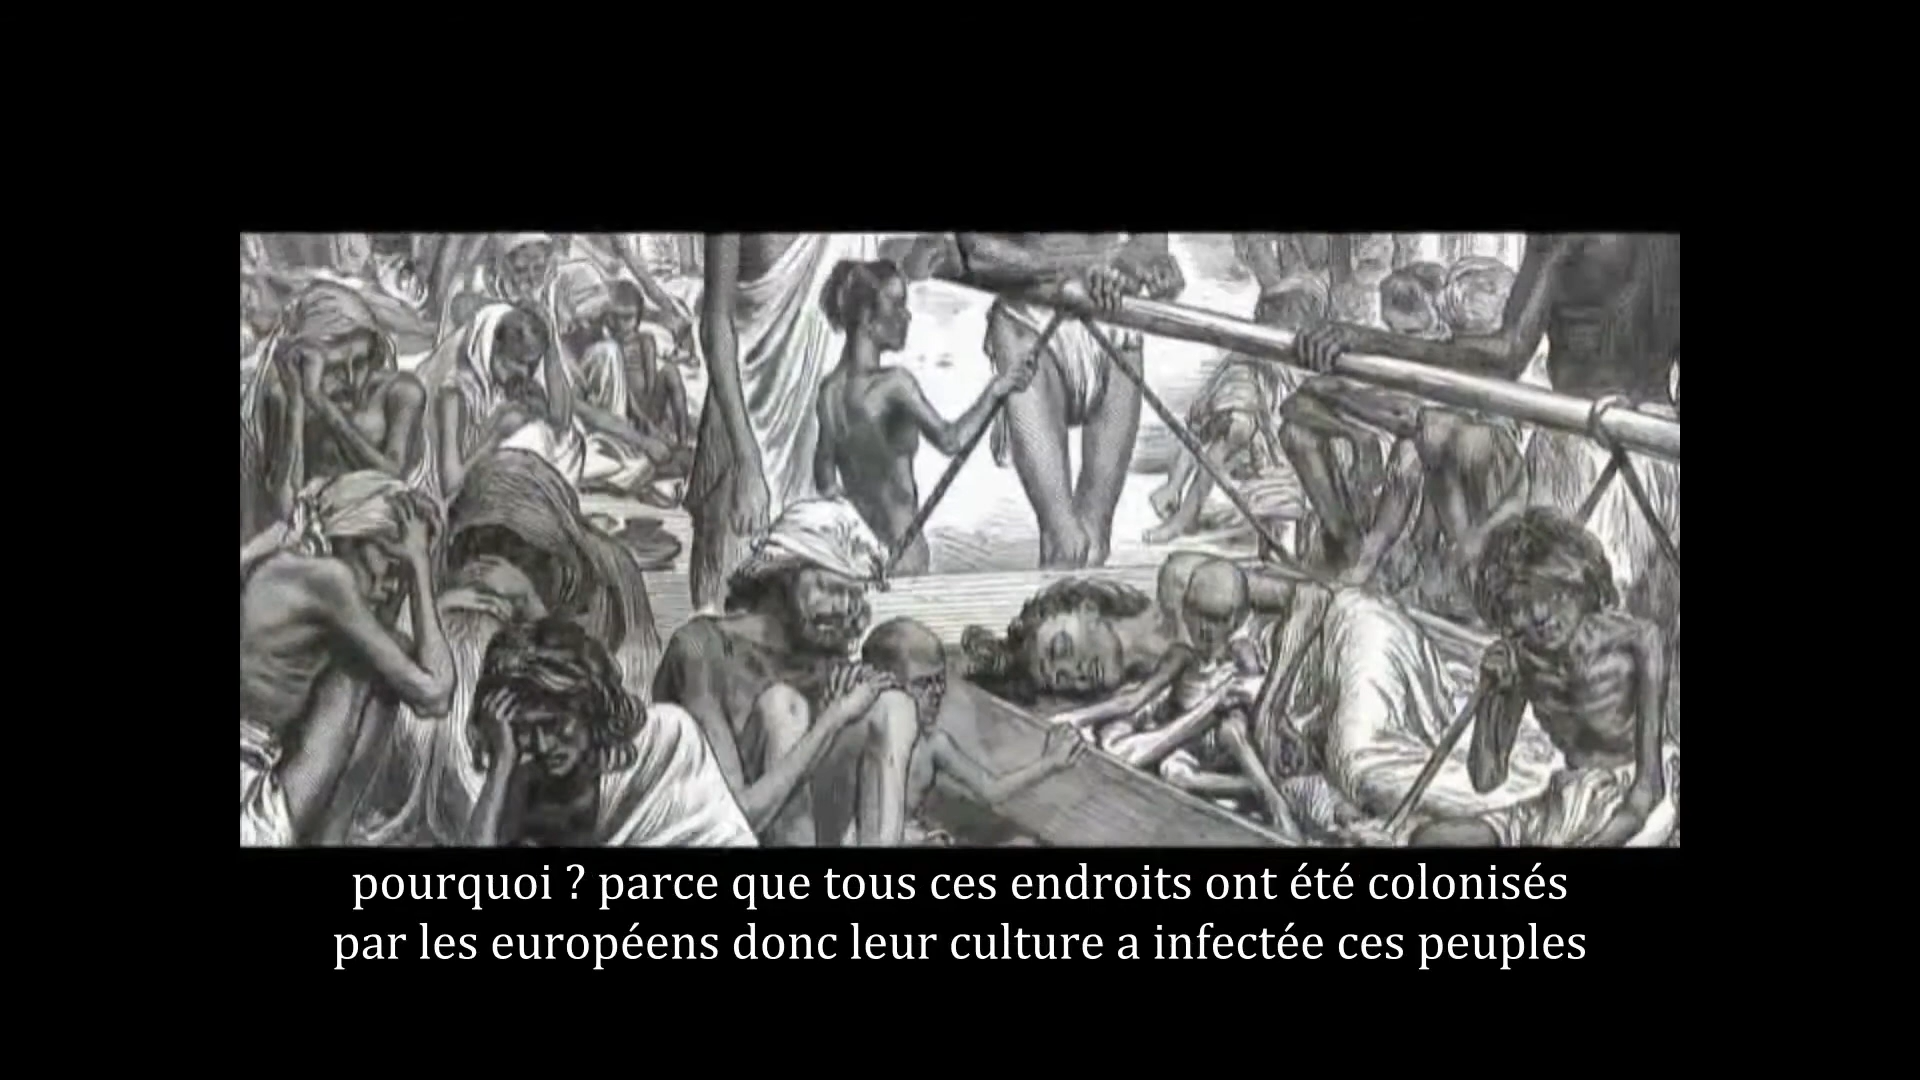 pourquoi ? parce que tous ces endroits ont été colonisés
par les européens donc leur culture a infectée ces peuples